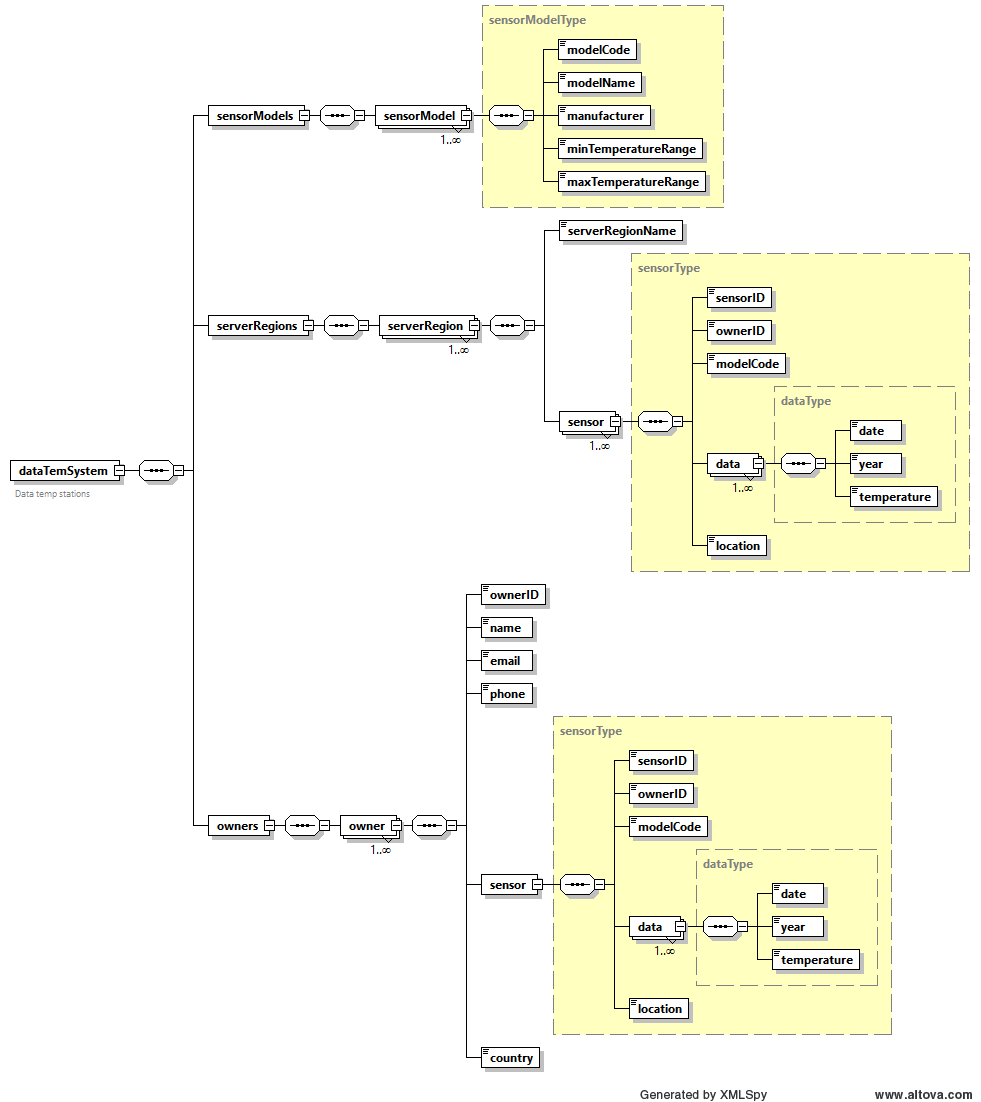 sensorModelType
modelCode
modelName
sensorModels
sensorModel
manufacturer
1..∞
minTemperatureRange
maxTemperatureRange
serverRegionName
sensorType
sensorID
serverRegions
serverRegion
ownerID
1..∞
modelCode
dataType
sensor
date
1..∞
data
year
1..∞
temperature
dataTemSystem
Data temp stations
location
ownerID
name
email
phone
sensorType
sensorID
ownerID
owners
owner
modelCode
1..∞
dataType
sensor
date
data
year
1..∞
temperature
location
country
Generated by XMLSpy
www.altova.com